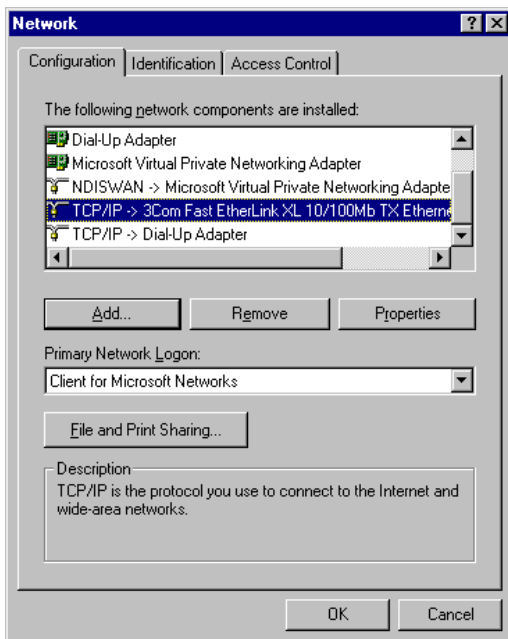 Network
Configuration Identification Access Control
The following network components are installed:
Dial-Up Adapter
Microsoft Virtual Private Networking Adapter
NDISWAN -> Microsoft Virtual Private Networking Adapte
TCP/IP -> 3Com Fast EtherLink XL 10/100Mb TX Etherne
TCP/IP -> Dial-Up Adapter
Add... Remove Properties
Primary Network Logon:
Client for Microsoft Networks
File and Print Sharing...
Description
TCP/IP is the protocol you use to connect to the Internet and
wide-area networks.
OK Cancel